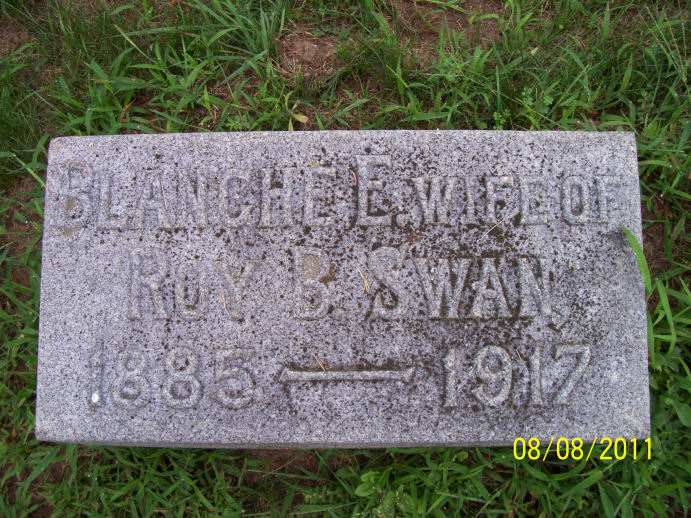 BLANCHE E. WIFE OF
ROY B. SWAN
1885 — 1917
08/08/2011